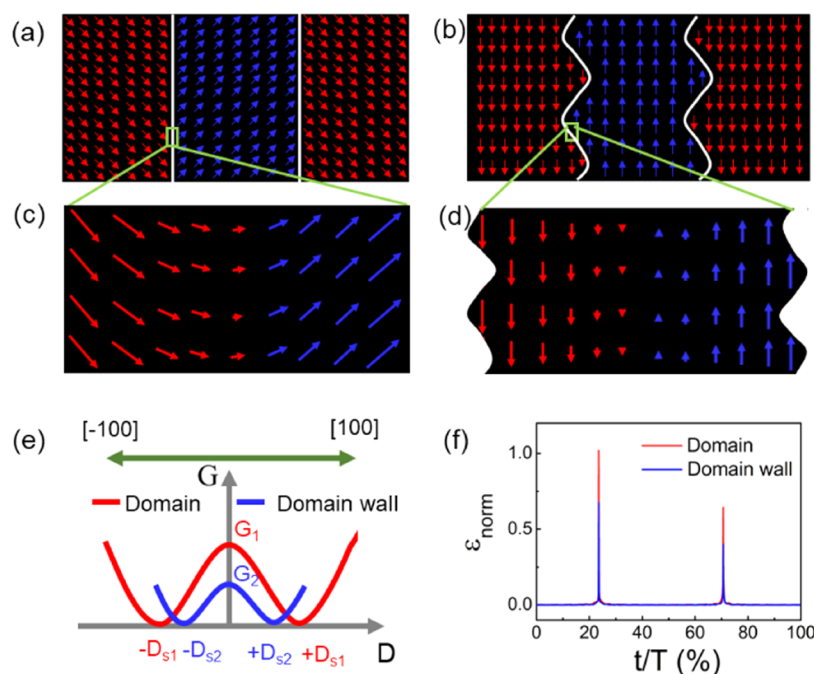 (a)
(b)
(c)
(d)
(e)
[-100]
[100]
G
Domain
Domain wall
G1
G2
-Ds1
-Ds2
+Ds2
+Ds1
D
(f)
εnorm
1.0
0.5
0.0
Domain
Domain wall
0
20
40
60
80
100
t/T (%)